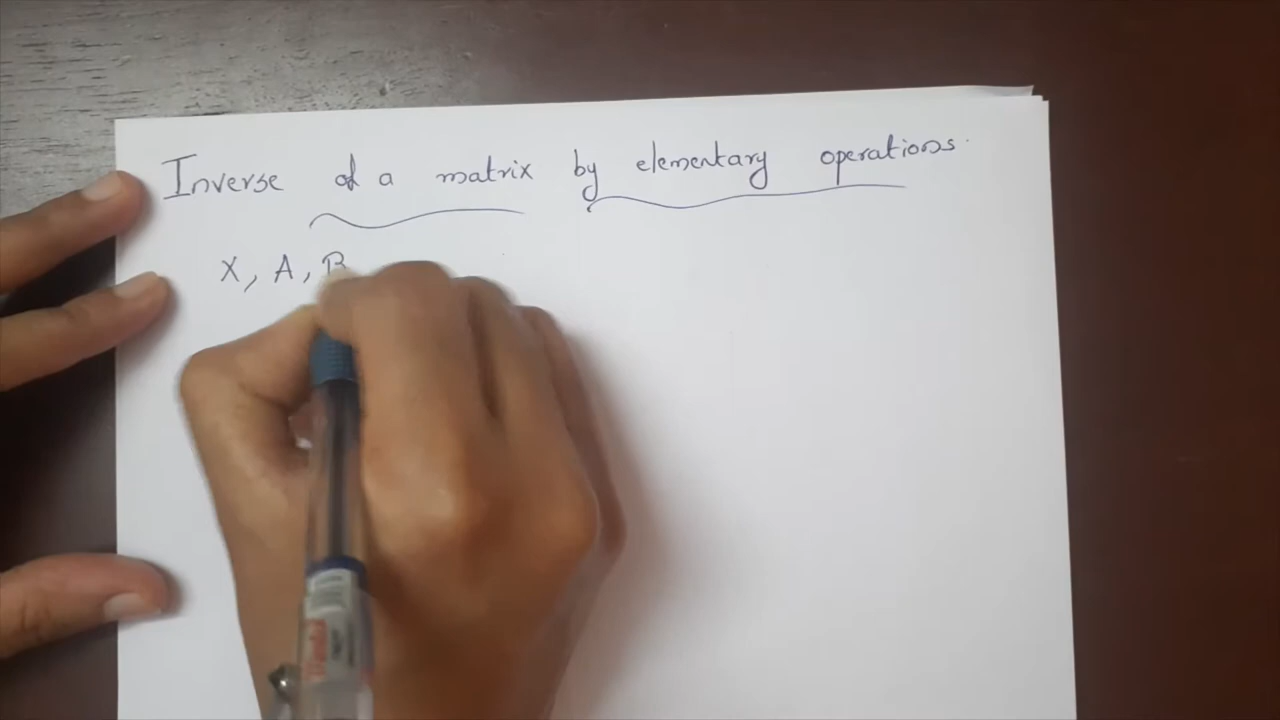 Inverse of a matrix by elementary operations.
X, A, B